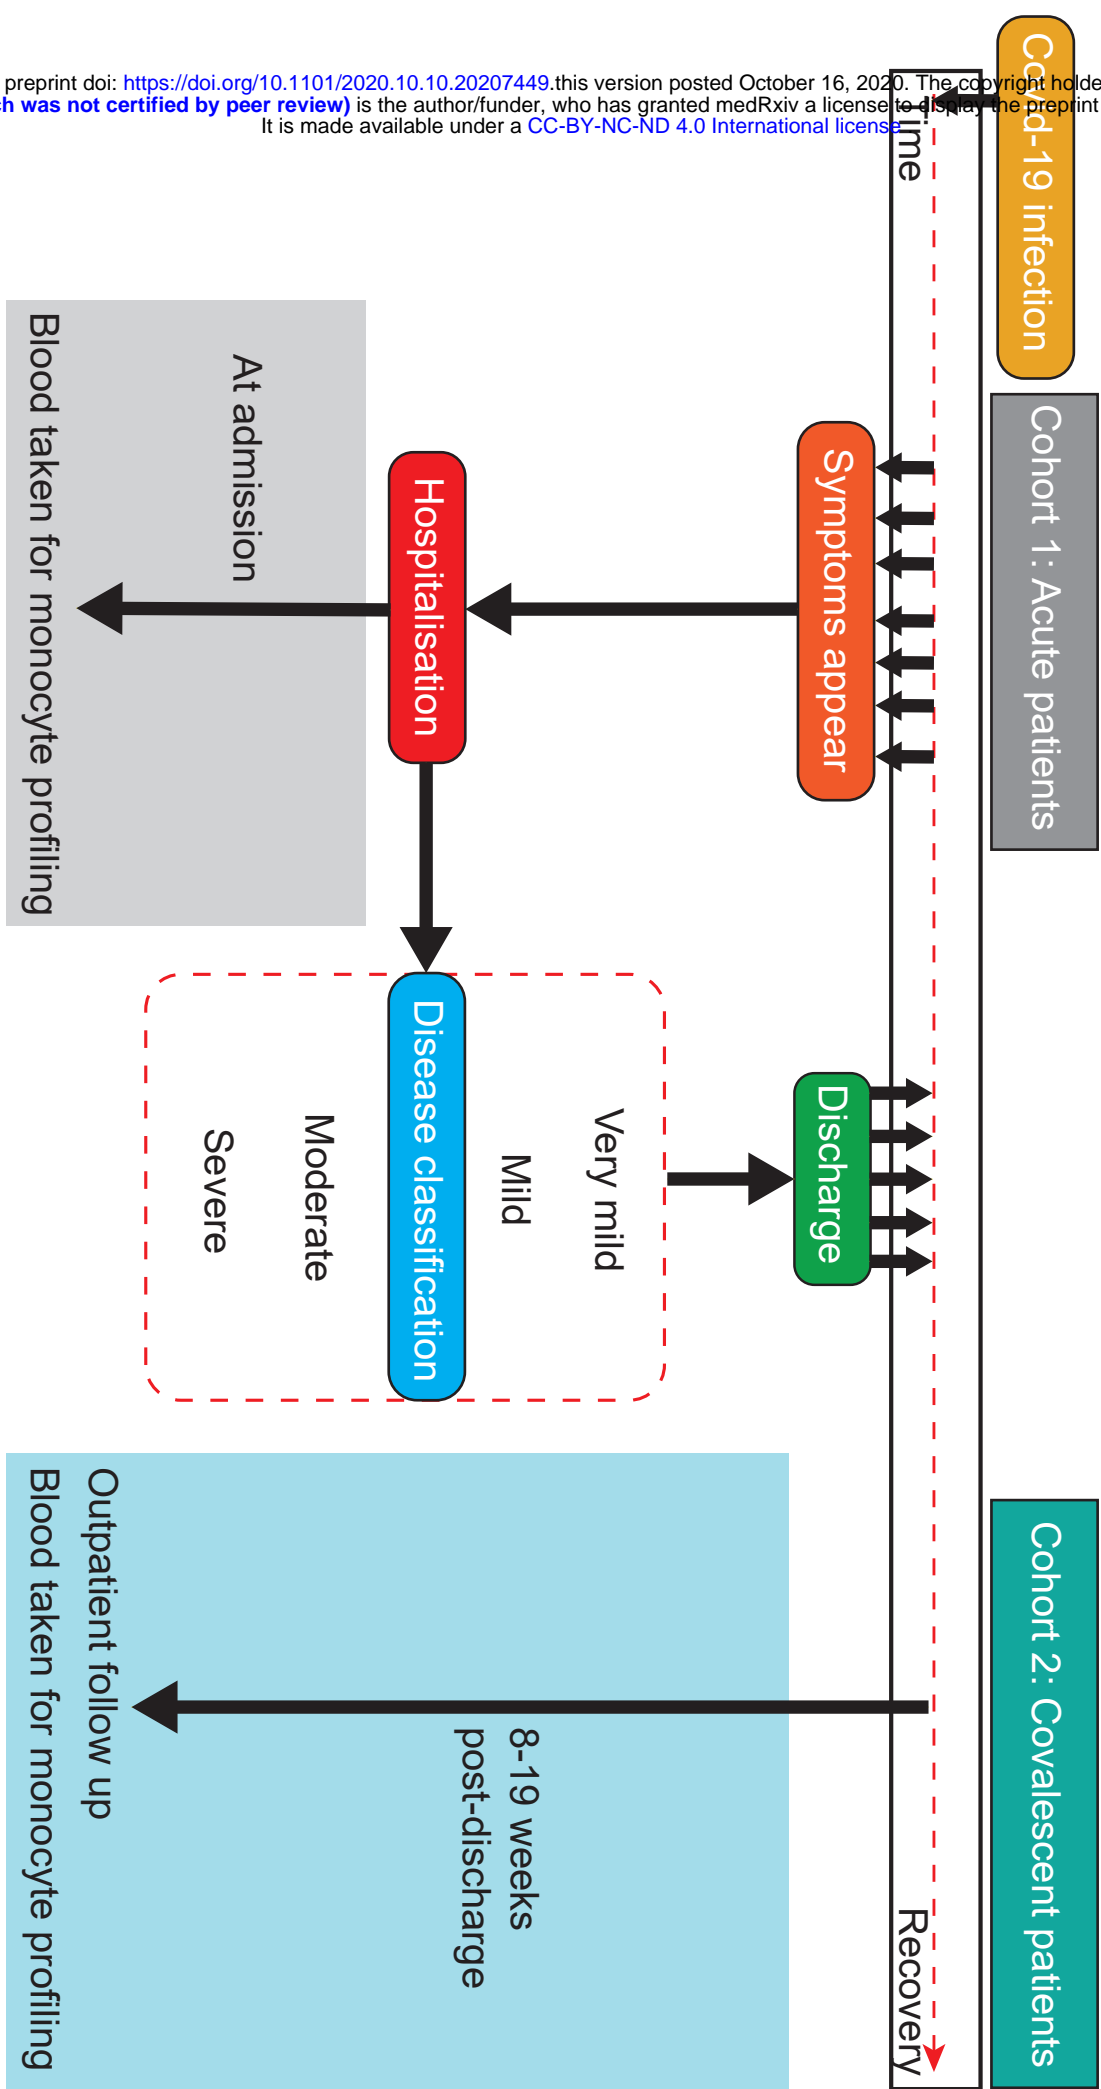 preprint doi: https://doi.org/10.1101/2020.10.10.20207449.this version posted October 16, 2020. The copyright holde
was not certified by peer review) is the author/funder, who has granted medRxiv a license to display the preprint
It is made available under a CC-BY-NC-ND 4.0 International license
Covid-19 infection
Cohort 1: Acute patients
Cohort 2: Covalescent patients
Time
Recovery
Symptoms appear
Discharge
Hospitalisation
Very mild
Mild
Disease classification
Moderate
Severe
At admission
Blood taken for monocyte profiling
8-19 weeks
post-discharge
Outpatient follow up
Blood taken for monocyte profiling